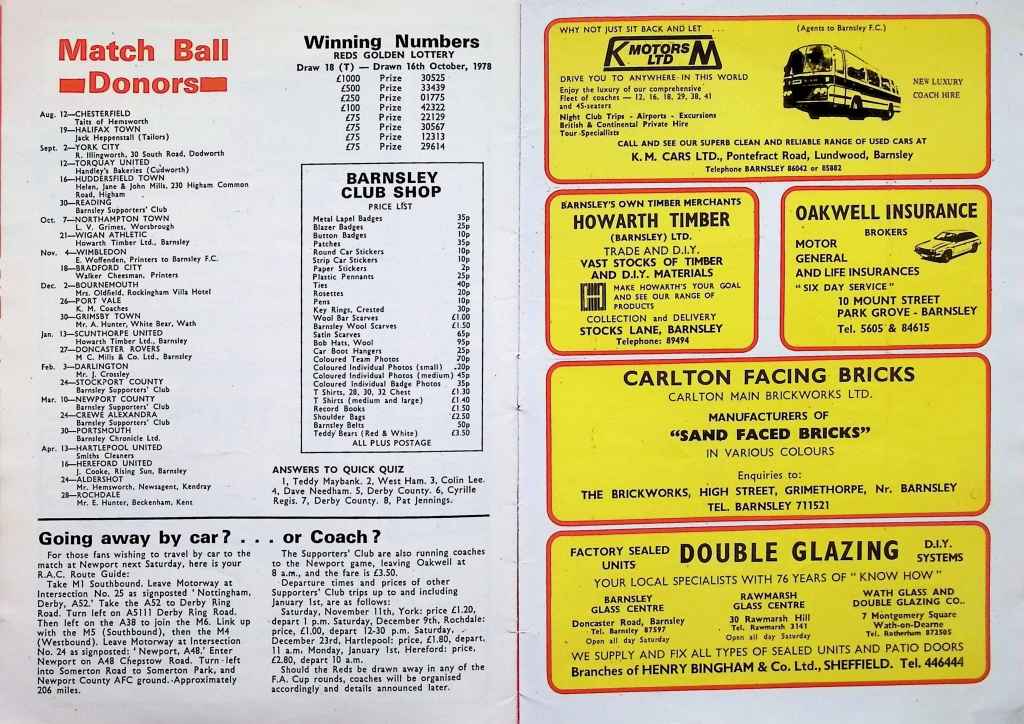 Match Ball
Donors
Aug. 12—CHESTERFIELD
Taits of Hemsworth
19—HALIFAX TOWN
Jack Heppenstall (Tailors)
Sept. 2—YORK CITY
R. Illingworth, 30 South Road, Dodworth
12—TORQUAY UNITED
Handley's Bakeries (Cudworth)
16—HUDDERSFIELD TOWN
Helen, Jane & John Mills, 230 Higham Common
Road, Higham
30—READING
Barnsley Supporters' Club
Oct. 7—NORTHAMPTON TOWN
L. V. Grimes, Worsbrough
21—WIGAN ATHLETIC
Howarth Timber Ltd., Barnsley
Nov. 4—WIMBLEDON
E. Woffenden, Printers to Barnsley F.C.
18—BRADFORD CITY
Walker Cheesman, Printers
Dec. 2—BOURNEMOUTH
Mrs. Oldfield, Rockingham Villa Hotel
26—PORT VALE
K. M. Coaches
30—GRIMSBY TOWN
Mr. A. Hunter, White Bear, Wath
Jan. 13—SCUNTHORPE UNITED
Howarth Timber Ltd., Barnsley
27—DONCASTER ROVERS
M C. Mills & Co. Ltd., Barnsley
Feb. 3—DARLINGTON
Mr. J. Crossley
24—STOCKPORT COUNTY
Barnsley Supporters' Club
Mar. 10—NEWPORT COUNTY
Barnsley Supporters' Club
24—CREWE ALEXANDRA
Barnsley Supporters' Club
30—PORTSMOUTH
Barnsley Chronicle Ltd.
Apr. 13—HARTLEPOOL UNITED
Smiths Cleaners
16—HEREFORD UNITED
J. Cooke, Rising Sun, Barnsley
24—ALDERSHOT
Mr. Hemsworth, Newsagent, Kendray
28—ROCHDALE
Mr. E. Hunter, Beckenham, Kent
Winning Numbers
REDS GOLDEN LOTTERY
Draw 18 (T) — Drawn 16th October, 1978
£1000 Prize 30525
£500 Prize 33439
£250 Prize 01775
£100 Prize 42322
£75 Prize 22129
£75 Prize 30567
£75 Prize 12313
£75 Prize 29614
BARNSLEY
CLUB SHOP
PRICE LIST
Metal Lapel Badges 35p
Blazer Badges 25p
Button Badges 10p
Patches 35p
Round Car Stickers 10p
Strip Car Stickers 10p
Paper Stickers 2p
Plastic Pennants 25p
Ties 40p
Rosettes 20p
Pens 10p
Key Rings, Crested 30p
Wool Bar Scarves £1.00
Barnsley Wool Scarves £1.50
Satin Scarves 65p
Bob Hats, Wool 95p
Car Boot Hangers 25p
Coloured Team Photos 70p
Coloured Individual Photos (small) .20p
Coloured Individual Photos (medium) 45p
Coloured Individual Badge Photos 35p
T Shirts, 28, 30, 32 Chest £1.30
T Shirts (medium and large) £1.40
Record Books £1.50
Shoulder Bags £2.50
Barnsley Belts 50p
Teddy Bears (Red & White) £3.50
ALL PLUS POSTAGE
ANSWERS TO QUICK QUIZ
1, Teddy Maybank. 2, West Ham. 3, Colin Lee.
4, Dave Needham. 5, Derby County. 6, Cyrille
Regis. 7, Derby County. 8, Pat Jennings.
Going away by car? . . . or Coach?
For those fans wishing to travel by car to the
match at Newport next Saturday, here is your
R.A.C. Route Guide:
Take M1 Southbound. Leave Motorway at
Intersection No. 25 as signposted 'Nottingham,
Derby, A52.' Take the A52 to Derby Ring
Road. Turn left on A5111 Derby Ring Road.
Then left on the A38 to join the M6. Link up
with the M5 (Southbound), then the M4
(Westbound). Leave Motorway at Intersection
No. 24 as signposted: 'Newport, A48.' Enter
Newport on A48 Chepstow Road. Turn left
into Somerton Road to Somerton Park, and
Newport County AFC ground. Approximately
206 miles.
The Supporters' Club are also running coaches
to the Newport game, leaving Oakwell at
8 a.m., and the fare is £3.50.
Departure times and prices of other
Supporters' Club trips up to and including
January 1st, are as follows:
Saturday, November 11th, York: price £1.20,
depart 1 p.m. Saturday, December 9th, Rochdale:
price, £1.00, depart 12-30 p.m. Saturday,
December 23rd, Hartlepool: price, £1.80, depart,
11 a.m. Monday, January 1st, Hereford: price,
£2.80, depart 10 a.m.
Should the Reds be drawn away in any of the
F.A. Cup rounds, coaches will be organised
accordingly and details announced later.
WHY NOT JUST SIT BACK AND LET ... (Agents to Barnsley F.C.)
K MOTORS M
LTD
DRIVE YOU TO ANYWHERE IN THIS WORLD
Enjoy the luxury of our comprehensive
Fleet of coaches — 12, 16, 18, 29, 38, 41
and 45-seaters
NEW LUXURY
COACH HIRE
Night Club Trips - Airports - Excursions
British & Continental Private Hire
Tour Specialists
CALL AND SEE OUR SUPERB CLEAN AND RELIABLE RANGE OF USED CARS AT
K. M. CARS LTD., Pontefract Road, Lundwood, Barnsley
Telephone BARNSLEY 86042 or 85882
BARNSLEY'S OWN TIMBER MERCHANTS
HOWARTH TIMBER
(BARNSLEY) LTD.
TRADE AND D.I.Y.
VAST STOCKS OF TIMBER
AND D.I.Y. MATERIALS
MAKE HOWARTH'S YOUR GOAL
AND SEE OUR RANGE OF
PRODUCTS
COLLECTION and DELIVERY
STOCKS LANE, BARNSLEY
Telephone: 89494
OAKWELL INSURANCE
BROKERS
MOTOR
GENERAL
AND LIFE INSURANCES
"SIX DAY SERVICE"
10 MOUNT STREET
PARK GROVE - BARNSLEY
Tel. 5605 & 84615
CARLTON FACING BRICKS
CARLTON MAIN BRICKWORKS LTD.
MANUFACTURERS OF
"SAND FACED BRICKS"
IN VARIOUS COLOURS
Enquiries to:
THE BRICKWORKS, HIGH STREET, GRIMETHORPE, Nr. BARNSLEY
TEL. BARNSLEY 711521
FACTORY SEALED
UNITS
DOUBLE GLAZING
D.I.Y.
SYSTEMS
YOUR LOCAL SPECIALISTS WITH 76 YEARS OF "KNOW HOW"
BARNSLEY
GLASS CENTRE
Doncaster Road, Barnsley
Tel. Barnsley 87597
Open all day Saturday
RAWMARSH
GLASS CENTRE
30 Rawmarsh Hill
Tel. Rawmarsh 3141
Open all day Saturday
WATH GLASS AND
DOUBLE GLAZING CO..
7 Montgomery Square
Wath-on-Dearne
Tel. Rotherham 872505
WE SUPPLY AND FIX ALL TYPES OF SEALED UNITS AND PATIO DOORS
Branches of HENRY BINGHAM & Co. Ltd., SHEFFIELD. Tel. 446444